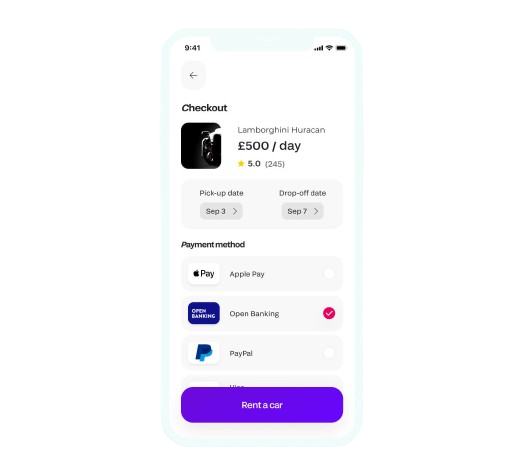 9:41
Checkout
Lamborghini Huracan
£500 / day
5.0 (245)
Pick-up date Drop-off date
Sep 3 Sep 7
Payment method
Pay Apple Pay
OPEN
BANKING Open Banking
PayPal
Rent a car